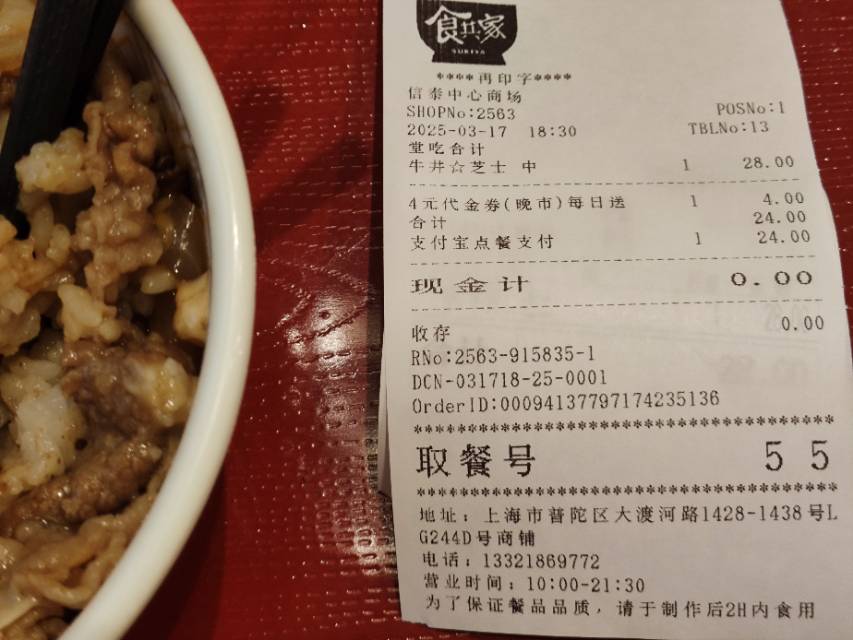 食其家
SUKIYA
****再印字****
信泰中心商场
SHOPNo:2563 POSNo:1
2025-03-17 18:30 TBLNo:13
堂吃合计
牛丼☆芝士 中 1 28.00
4元代金券(晚市)每日送 1 4.00
合计 24.00
支付宝点餐支付 1 24.00
现金计 0.00
收存 0.00
RNo:2563-915835-1
DCN-031718-25-0001
OrderID:00094137797174235136
************************************
取餐号 55
************************************
地址：上海市普陀区大渡河路1428-1438号L
G244D号商铺
电话：13321869772
营业时间：10:00-21:30
为了保证餐品品质，请于制作后2H内食用